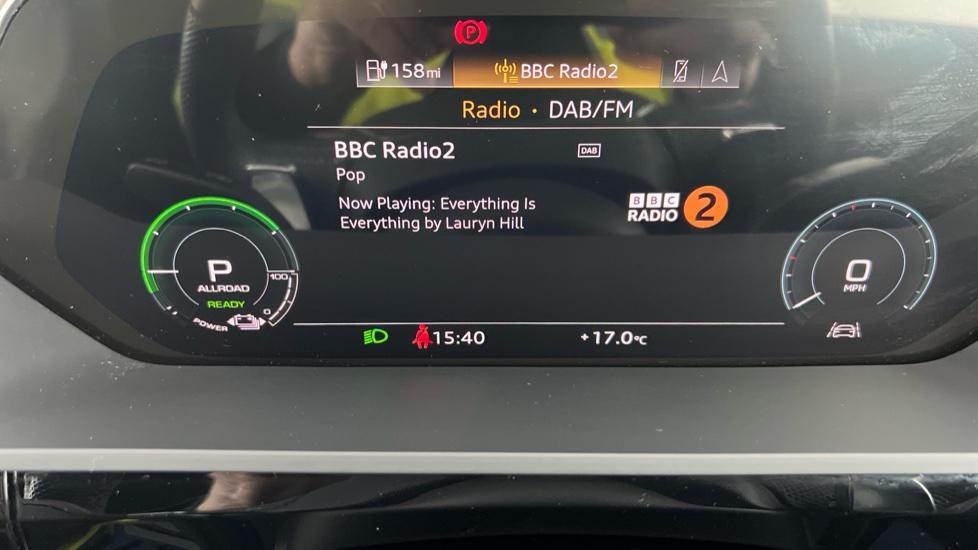 P
158mi
BBC Radio2
Radio · DAB/FM
BBC Radio2
DAB
Pop
Now Playing: Everything Is
Everything by Lauryn Hill
BBC
RADIO 2
P
ALLROAD
READY
100
0
POWER
0
MPH
15:40
+17.0°C